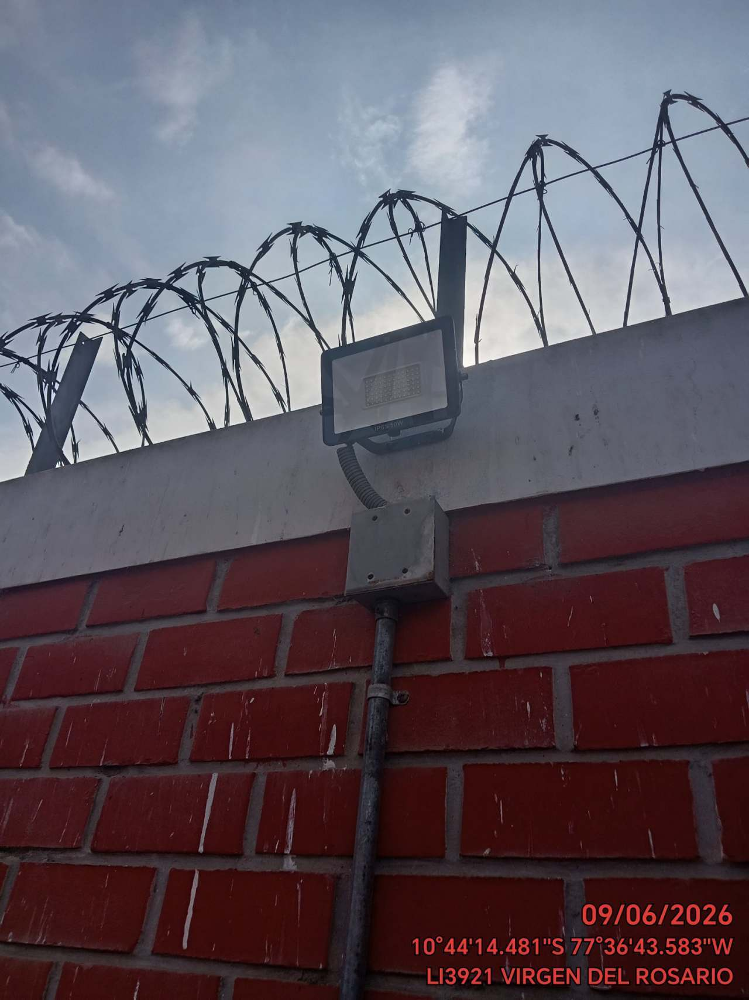 IP65/50W
09/06/2026
10°44'14.481"S 77°36'43.583"W
LI3921 VIRGEN DEL ROSARIO